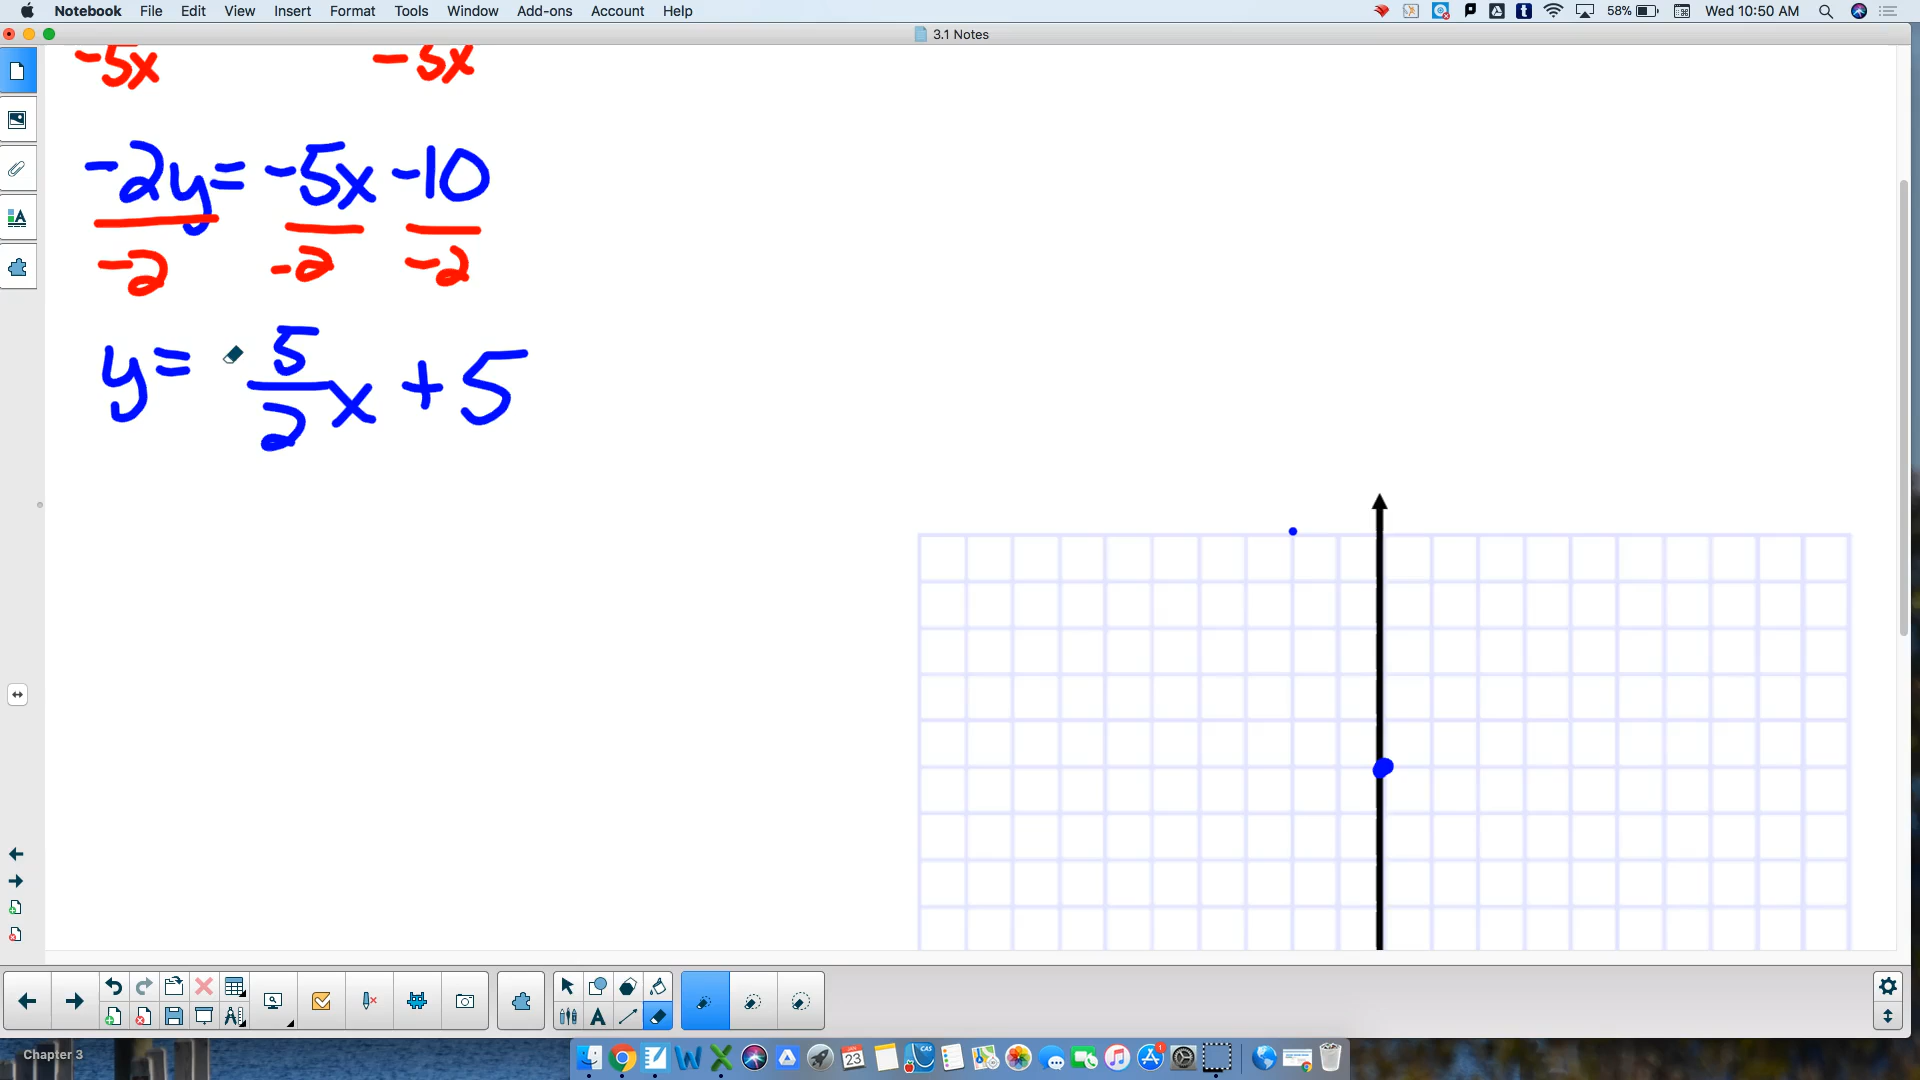 Notebook File Edit View Insert Format Tools Window Add-ons Account Help 58% Wed 10:50 AM
3.1 Notes
-5x -5x
-2y = -5x -10
-2 -2 -2
y = 5/2 x + 5
Chapter 3